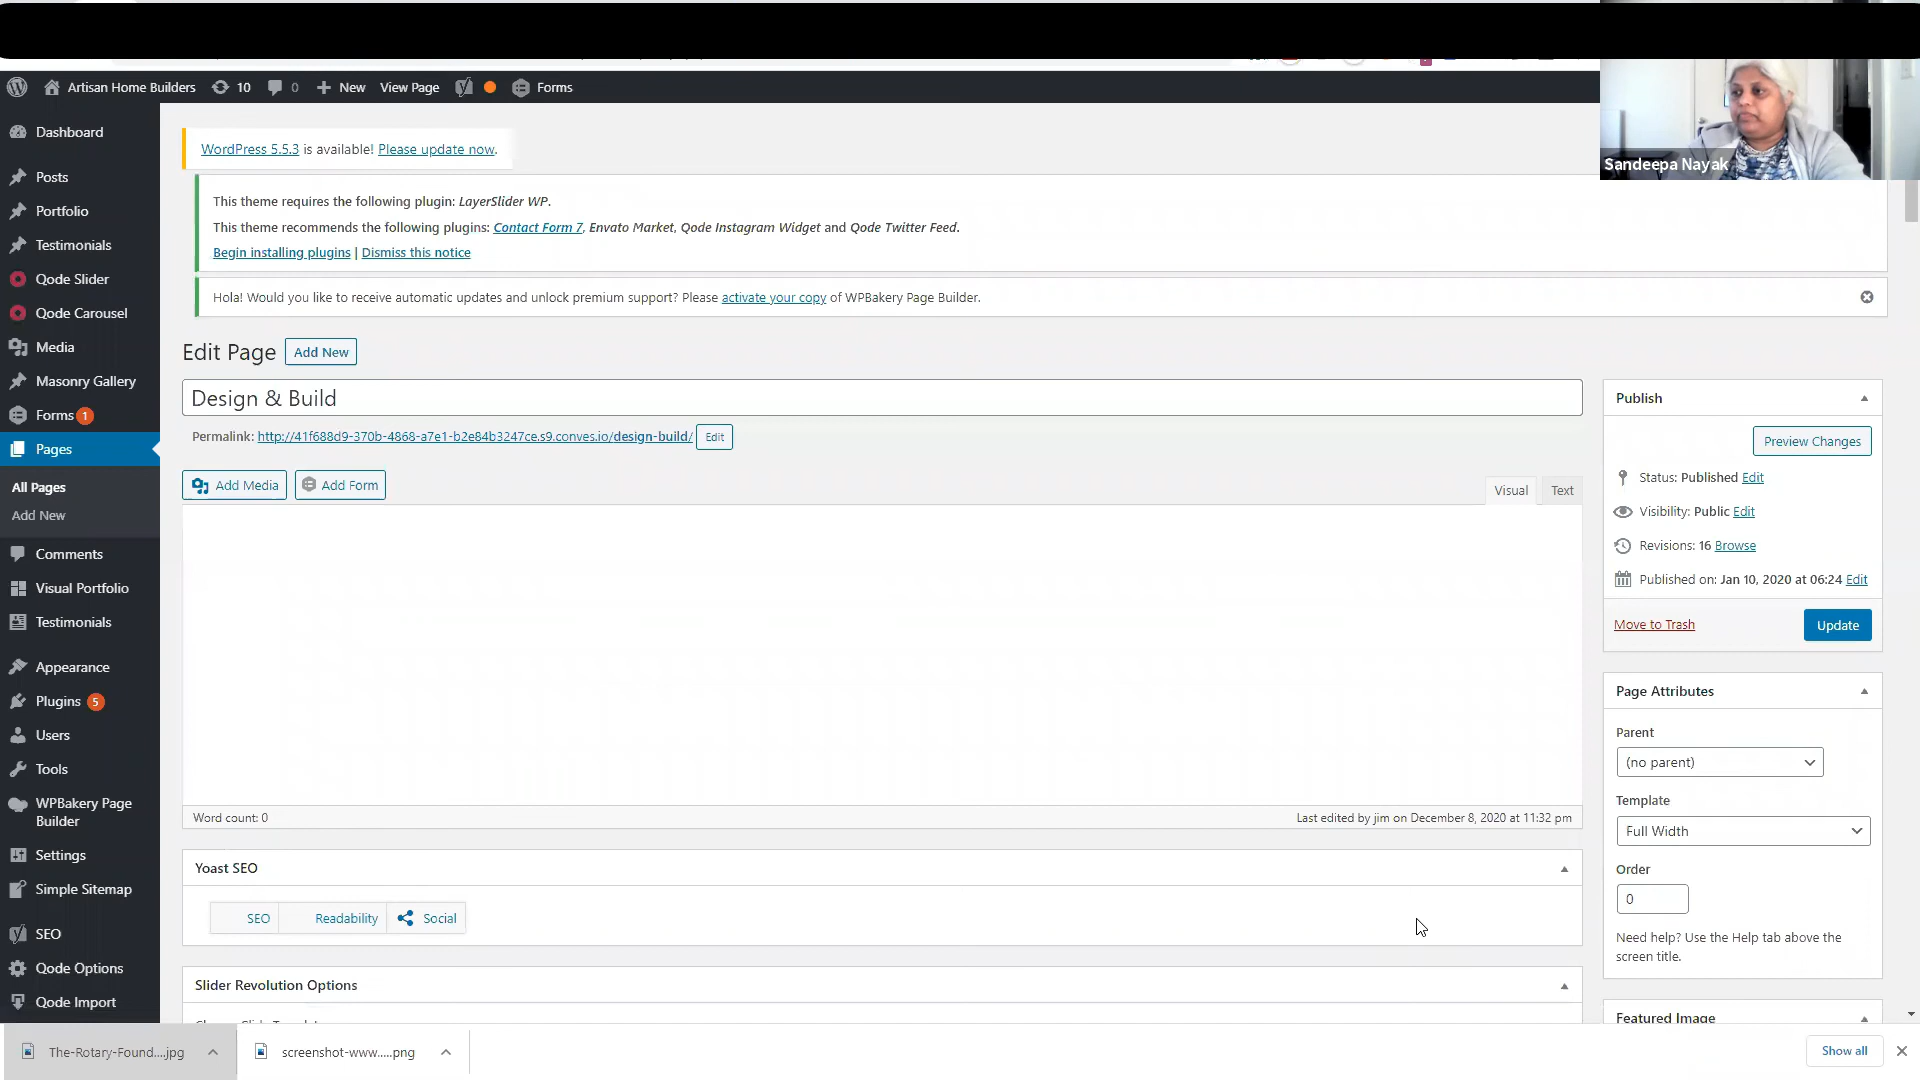 Artisan Home Builders 10 0 New View Page Forms
Sandeepa Nayak
Dashboard
Posts
Portfolio
Testimonials
Qode Slider
Qode Carousel
Media
Masonry Gallery
Forms 1
Pages
All Pages
Add New
Comments
Visual Portfolio
Testimonials
Appearance
Plugins 5
Users
Tools
WPBakery Page
Builder
Settings
Simple Sitemap
SEO
Qode Options
Qode Import
WordPress 5.5.3 is available! Please update now.
This theme requires the following plugin: LayerSlider WP.
This theme recommends the following plugins: Contact Form 7, Envato Market, Qode Instagram Widget and Qode Twitter Feed.
Begin installing plugins | Dismiss this notice
Hola! Would you like to receive automatic updates and unlock premium support? Please activate your copy of WPBakery Page Builder.
Edit Page Add New
Design & Build
Permalink: http://41f688d9-370b-4868-a7e1-b2e84b3247ce.s9.conves.io/design-build/ Edit
Add Media Add Form
Visual Text
Word count: 0
Last edited by jim on December 8, 2020 at 11:32 pm
Yoast SEO
SEO Readability Social
Slider Revolution Options
Publish
Preview Changes
Status: Published Edit
Visibility: Public Edit
Revisions: 16 Browse
Published on: Jan 10, 2020 at 06:24 Edit
Move to Trash Update
Page Attributes
Parent
(no parent)
Template
Full Width
Order
0
Need help? Use the Help tab above the
screen title.
Featured Image
The-Rotary-Found....jpg
screenshot-www.....png
Show all